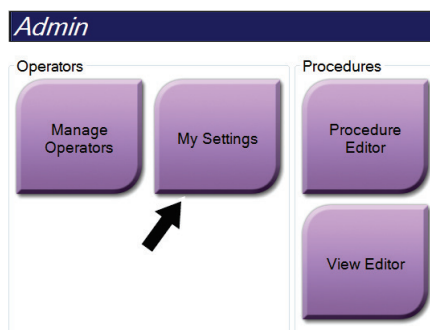 Admin
Operators
Procedures
Manage
Operators
My Settings
Procedure
Editor
View Editor